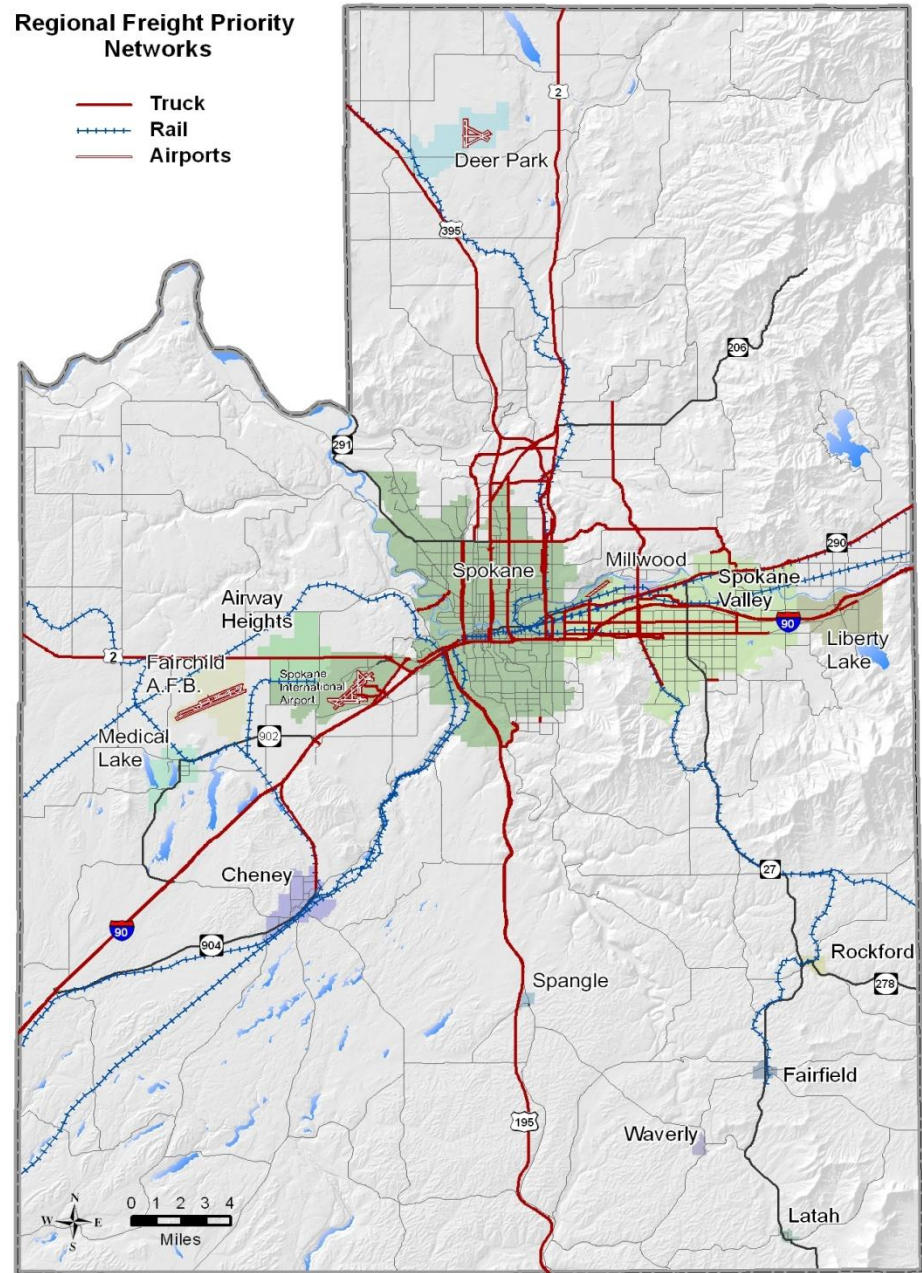 Regional Freight Priority
Networks
Truck
Rail
Airports
2
Deer Park
395
206
291
290
Spokane
Millwood
Spokane
Valley
Airway
Heights
90
Liberty
Lake
2
Fairchild
A.F.B.
Spokane
International
Airport
902
Medical
Lake
27
Cheney
90
904
Rockford
278
Spangle
Fairfield
195
Waverly
Latah
N
W E
S
0 1 2 3 4
Miles